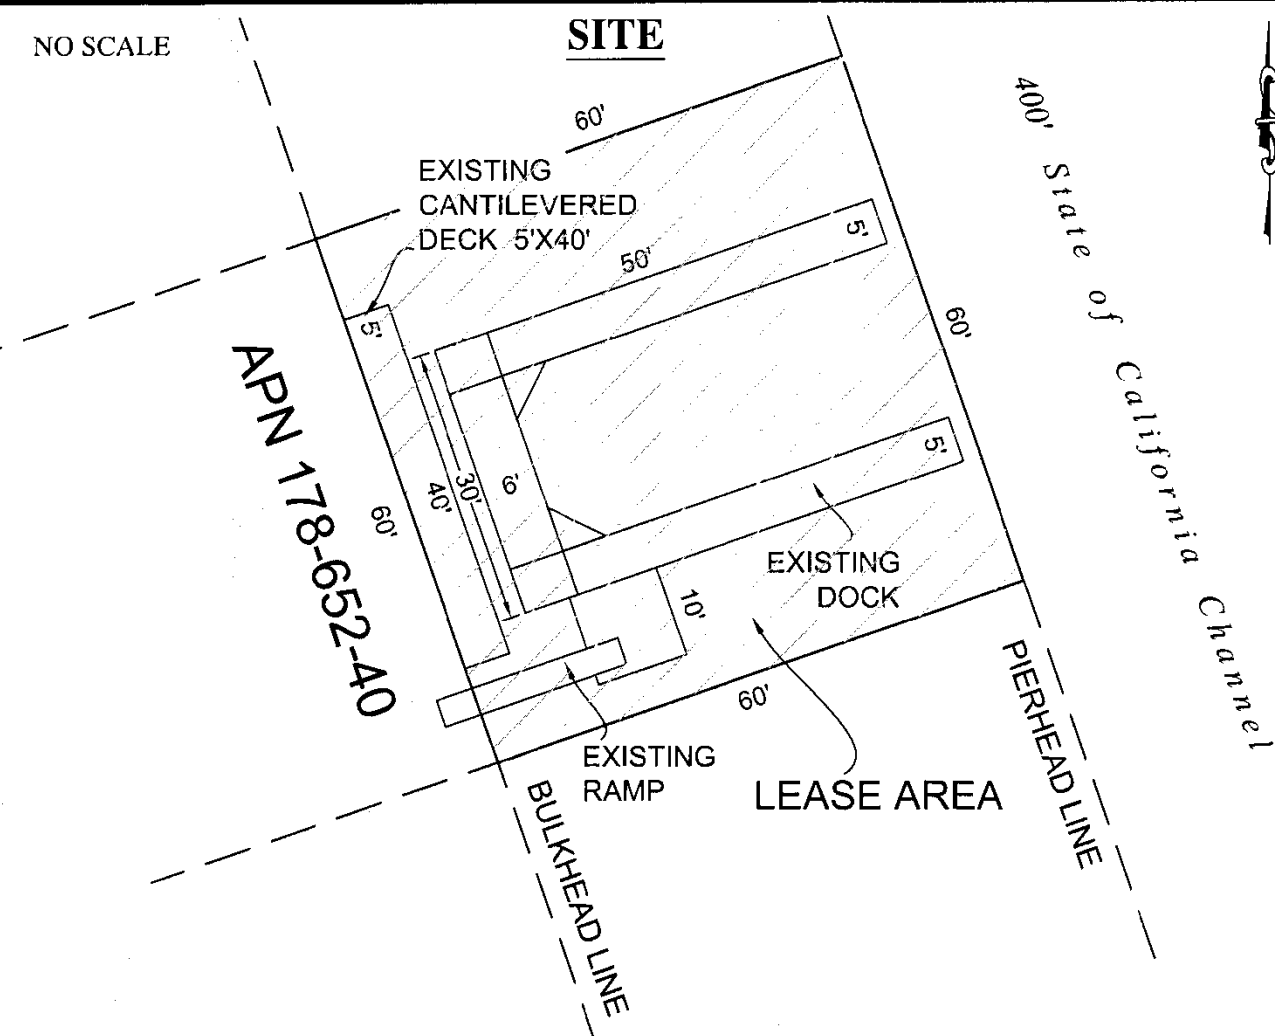 NO SCALE
SITE
60'
400' State of California Channel
EXISTING
CANTILEVERED
DECK 5'X40'
50'
5'
5'
60'
APN 178-652-40
60'
40'
30'
6'
5'
EXISTING
DOCK
10'
60'
EXISTING
RAMP
LEASE AREA
PIERHEAD LINE
BULKHEAD LINE